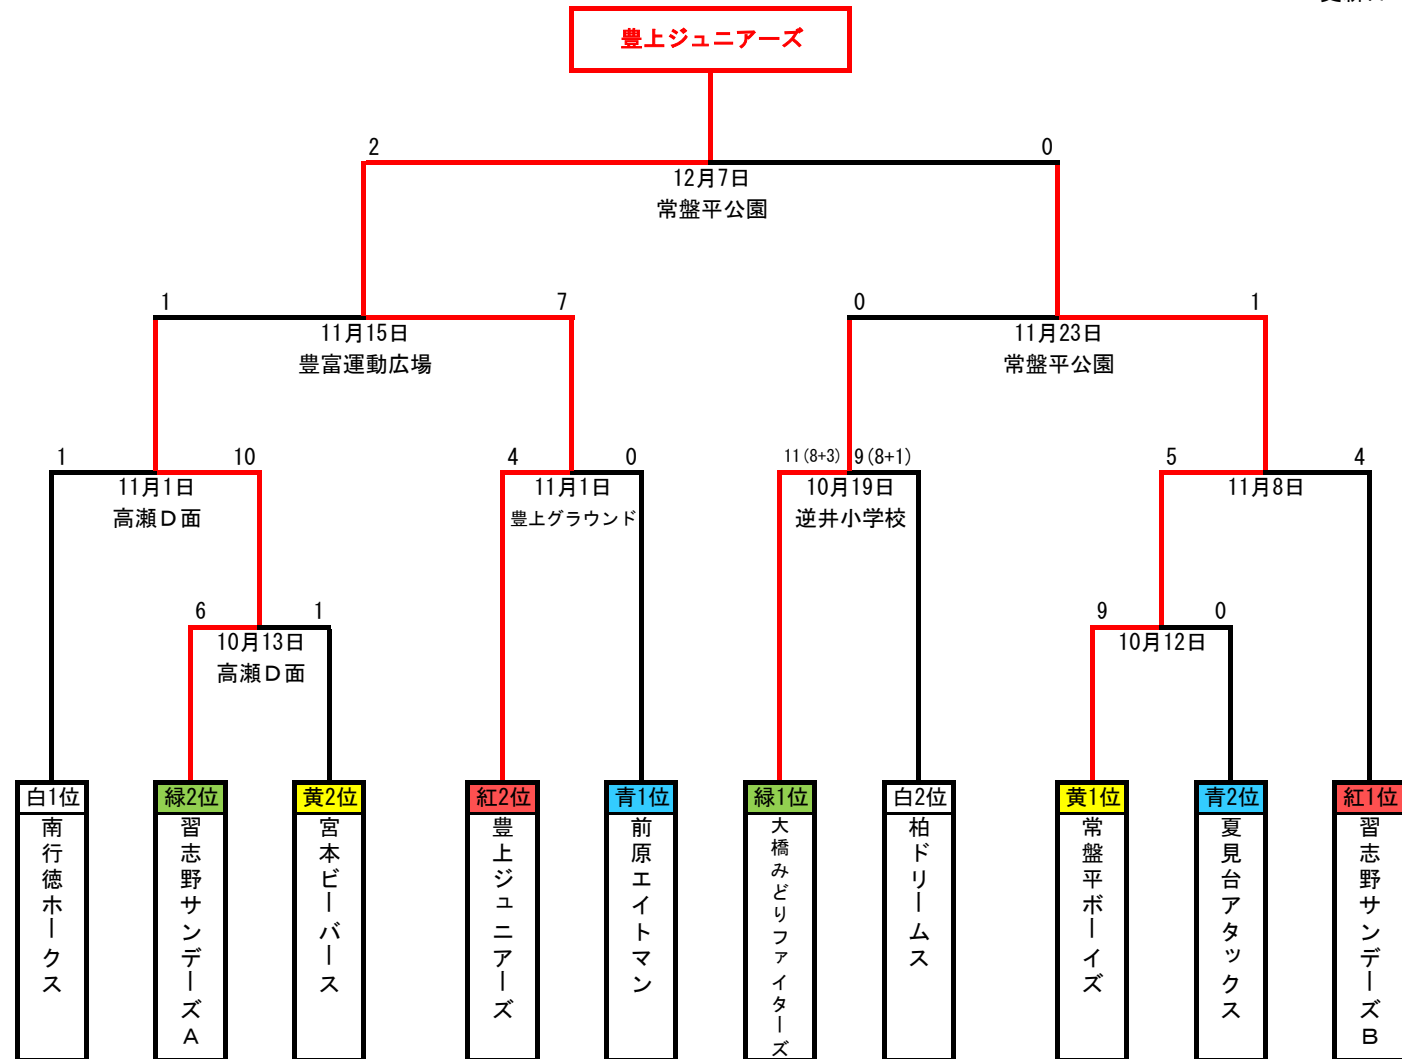 豊上ジュニアーズ
2
0
12月7日
常盤平公園
1
7
0
1
11月15日
豊富運動広場
11月23日
常盤平公園
1
10
4
0
11(8+3)
9(8+1)
5
4
11月1日
高瀬D面
11月1日
豊上グラウンド
10月19日
逆井小学校
11月8日
6
1
9
0
10月13日
高瀬D面
10月12日
白1位
緑2位
黄2位
紅2位
青1位
緑1位
白2位
黄1位
青2位
紅1位
南行徳ホークス
習志野サンデーズA
宮本ビーバース
豊上ジュニアーズ
前原エイトマン
大橋みどりファイターズ
柏ドリームス
常盤平ボーイズ
夏見台アタックス
習志野サンデーズB